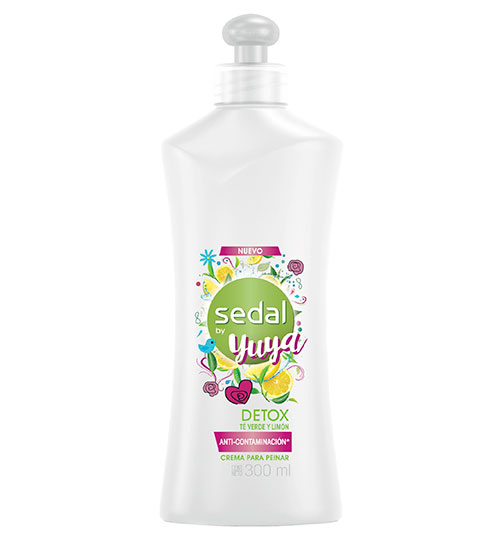 NUEVO
sedal
by
yuya
DETOX
TÉ VERDE Y LIMÓN
ANTI-CONTAMINACIÓN*
CREMA PARA PEINAR
300 ml